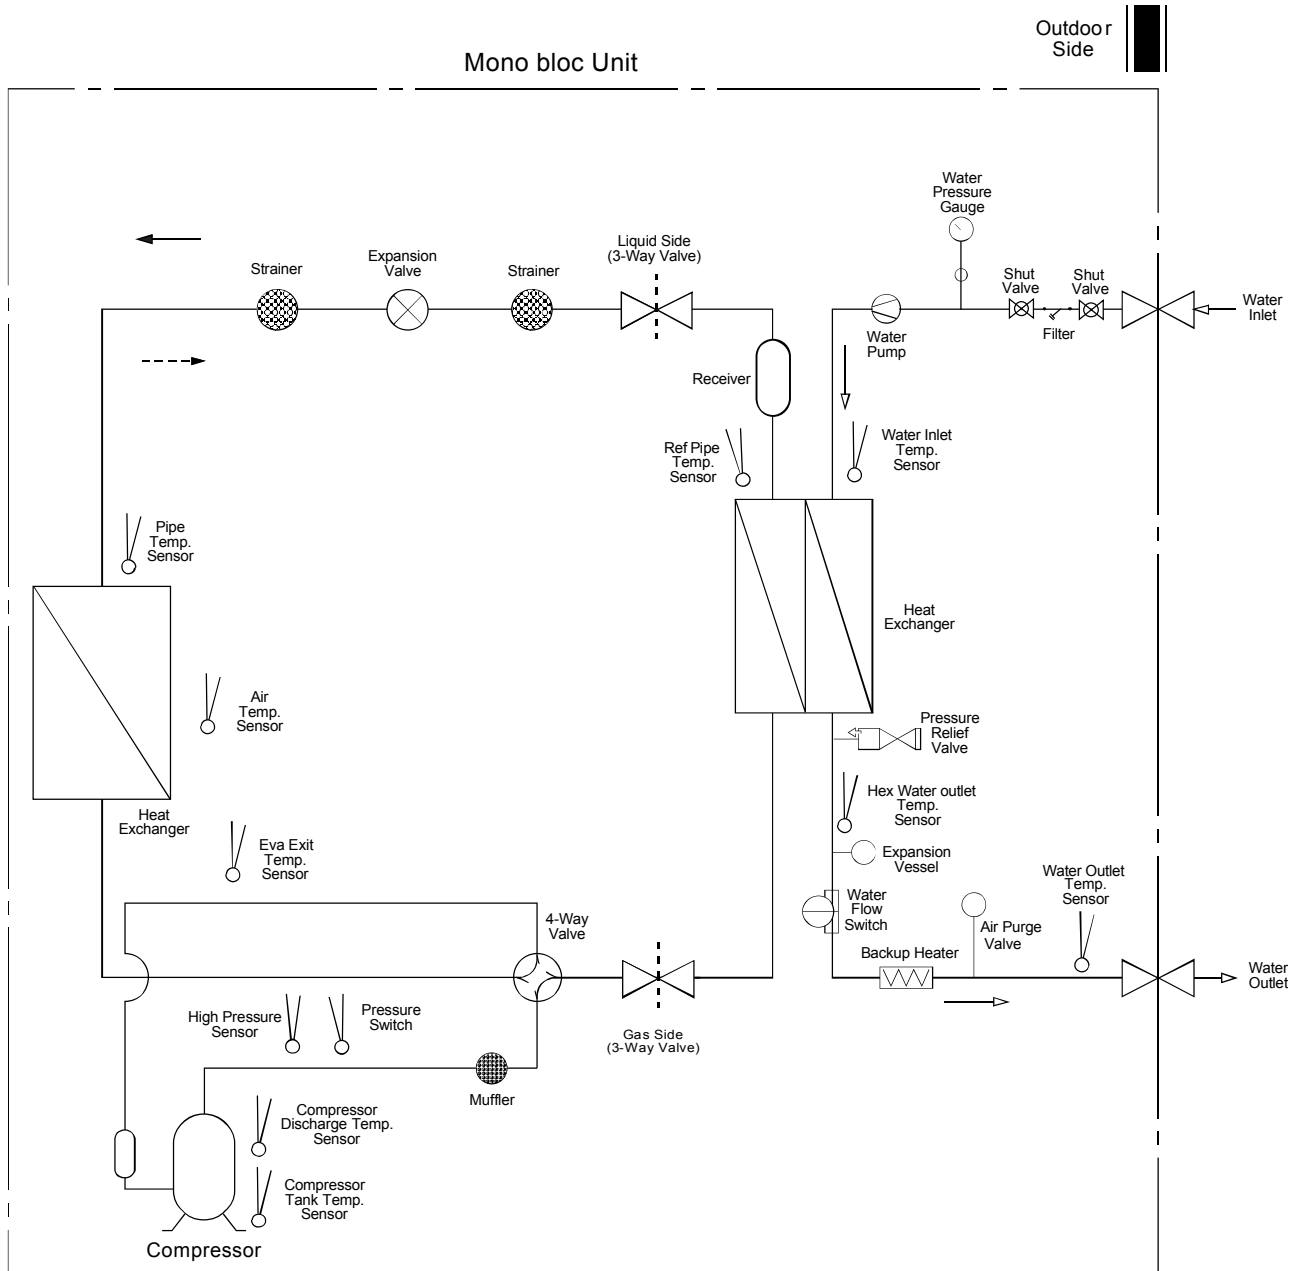 Outdoor
Side
Mono bloc Unit
Water
Pressure
Gauge
Liquid Side
(3-Way Valve)
Expansion
Valve
Strainer
Strainer
Shut
Valve
Shut
Valve
Water
Inlet
Filter
Water
Pump
Receiver
Ref Pipe
Temp.
Sensor
Water Inlet
Temp.
Sensor
Pipe
Temp.
Sensor
Heat
Exchanger
Air
Temp.
Sensor
Pressure
Relief
Valve
Hex Water outlet
Temp.
Sensor
Heat
Exchanger
Eva Exit
Temp.
Sensor
Expansion
Vessel
Water Outlet
Temp.
Sensor
Water
Flow
Switch
4-Way
Valve
Air Purge
Valve
Backup Heater
Water
Outlet
High Pressure
Sensor
Pressure
Switch
Gas Side
(3-Way Valve)
Muffler
Compressor
Discharge Temp.
Sensor
Compressor
Tank Temp.
Sensor
Compressor